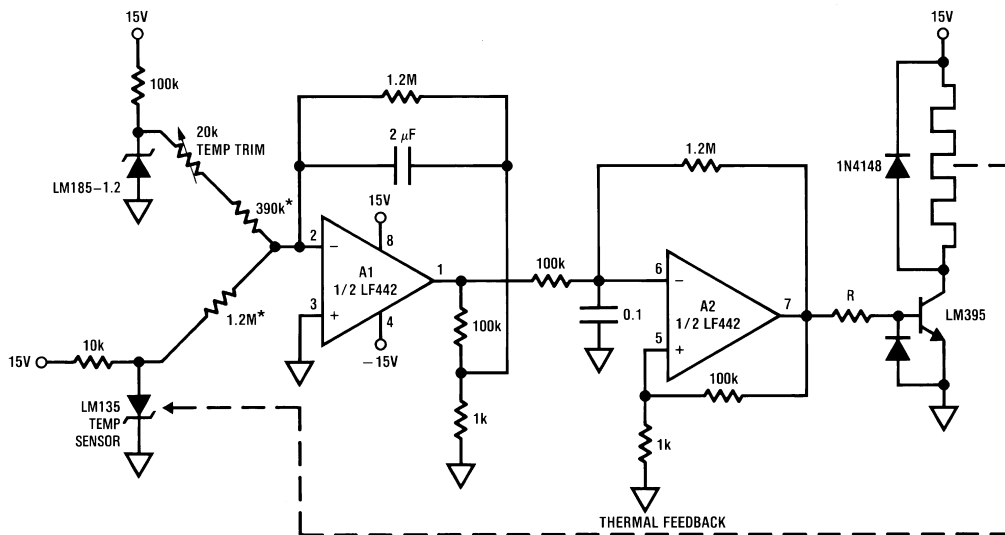 15V
100k
20k
TEMP TRIM
LM185–1.2
390k*
1.2M*
15V
10k
LM135
TEMP
SENSOR
1.2M
2 μF
15V
2
−
8
A1
1/2 LF442
1
3
+
4
−15V
100k
1k
100k
0.1
1.2M
6
−
A2
1/2 LF442
7
5
+
100k
1k
R
15V
1N4148
LM395
THERMAL FEEDBACK